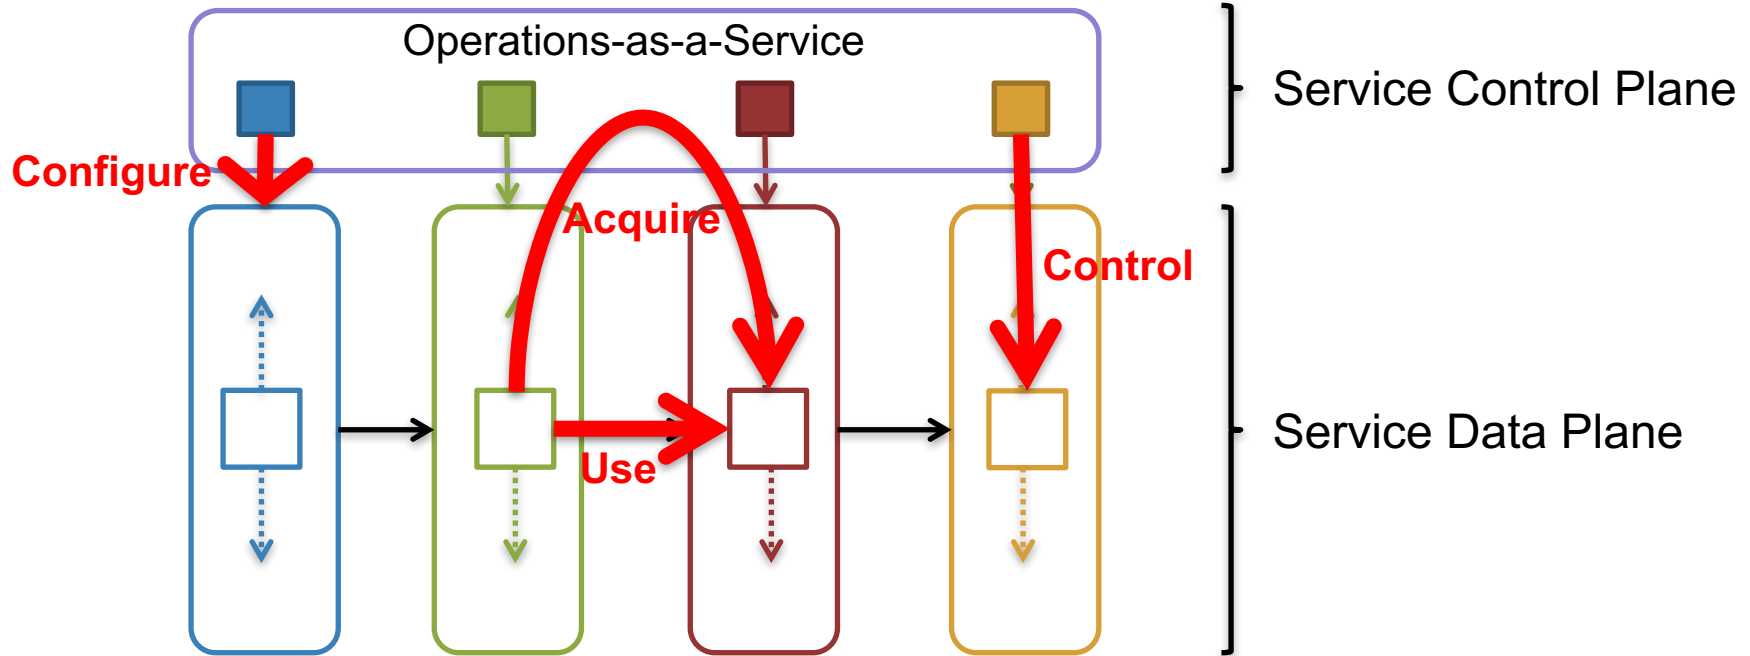 Operations-as-a-Service
Service Control Plane
Configure
Acquire
Control
Use
Service Data Plane